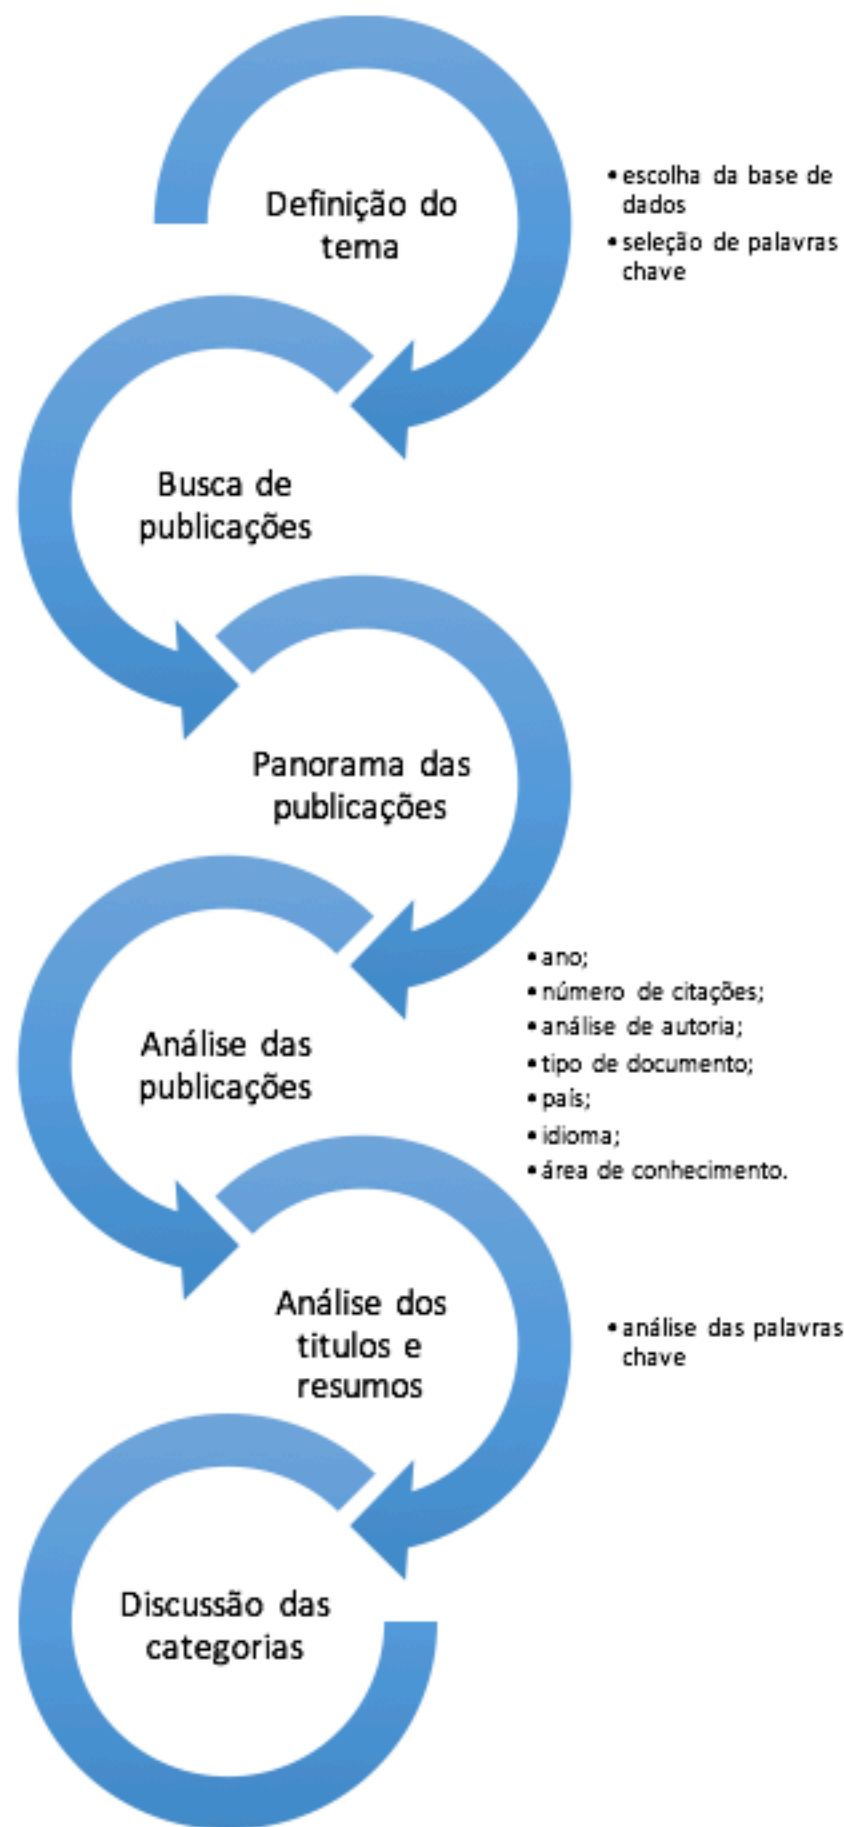 Definição do
tema
• escolha da base de
dados
• seleção de palavras
chave
Busca de
publicações
Panorama das
publicações
Análise das
publicações
• ano;
• número de citações;
• análise de autoria;
• tipo de documento;
• país;
• idioma;
• área de conhecimento.
Análise dos
titulos e
resumos
• análise das palavras
chave
Discussão das
categorias